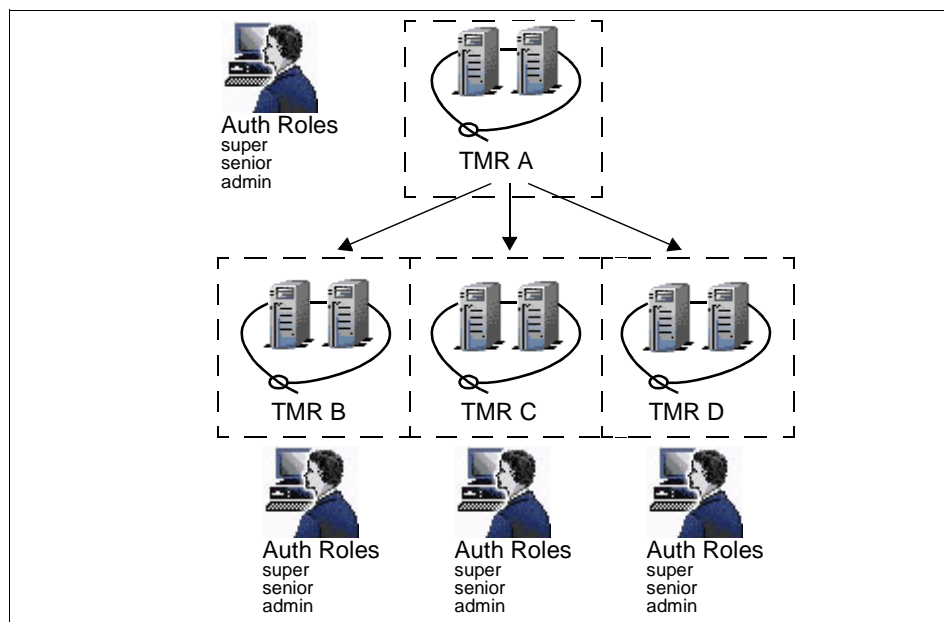 Auth Roles
super
senior
admin
TMR A
TMR B
TMR C
TMR D
Auth Roles
super
senior
admin
Auth Roles
super
senior
admin
Auth Roles
super
senior
admin